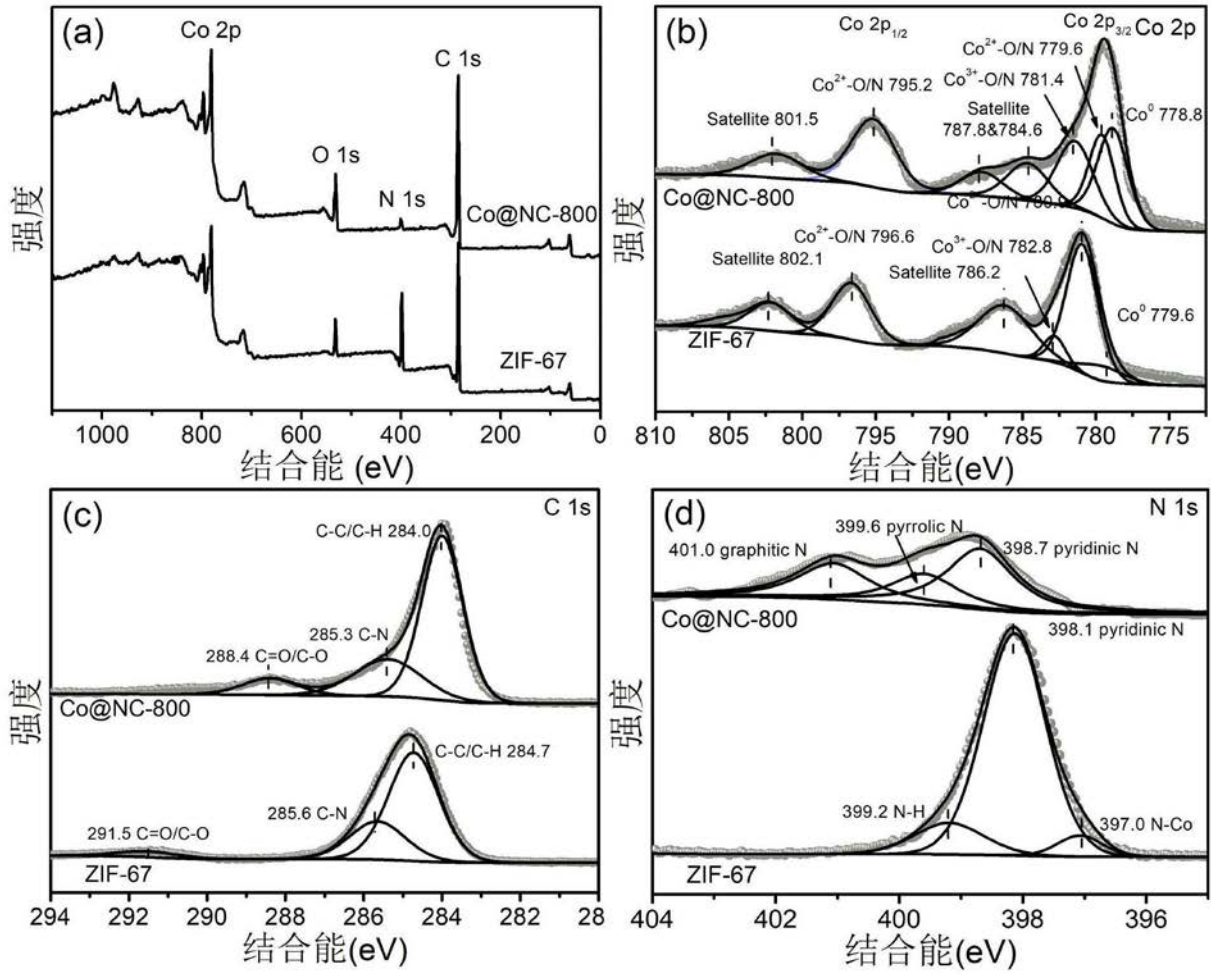 (a)
Co 2p
C 1s
O 1s
N 1s
Co@NC-800
ZIF-67
强度
1000 800 600 400 200 0
结合能 (eV)
(b)
Co 2p1/2
Co 2p3/2 Co 2p
Co2+-O/N 779.6
Co3+-O/N 781.4
Co2+-O/N 795.2
Satellite
787.8&784.6
Co0 778.8
Satellite 801.5
Co@NC-800
Co2+-O/N 796.6
Co3+-O/N 782.8
Satellite 802.1
Satellite 786.2
Co0 779.6
ZIF-67
强度
810 805 800 795 790 785 780 775
结合能(eV)
(c)
C 1s
C-C/C-H 284.0
285.3 C-N
288.4 C=O/C-O
Co@NC-800
C-C/C-H 284.7
285.6 C-N
291.5 C=O/C-O
ZIF-67
强度
294 292 290 288 286 284 282 28
结合能(eV)
(d)
N 1s
399.6 pyrrolic N
401.0 graphitic N
398.7 pyridinic N
Co@NC-800
398.1 pyridinic N
399.2 N-H
397.0 N-Co
ZIF-67
强度
404 402 400 398 396
结合能(eV)